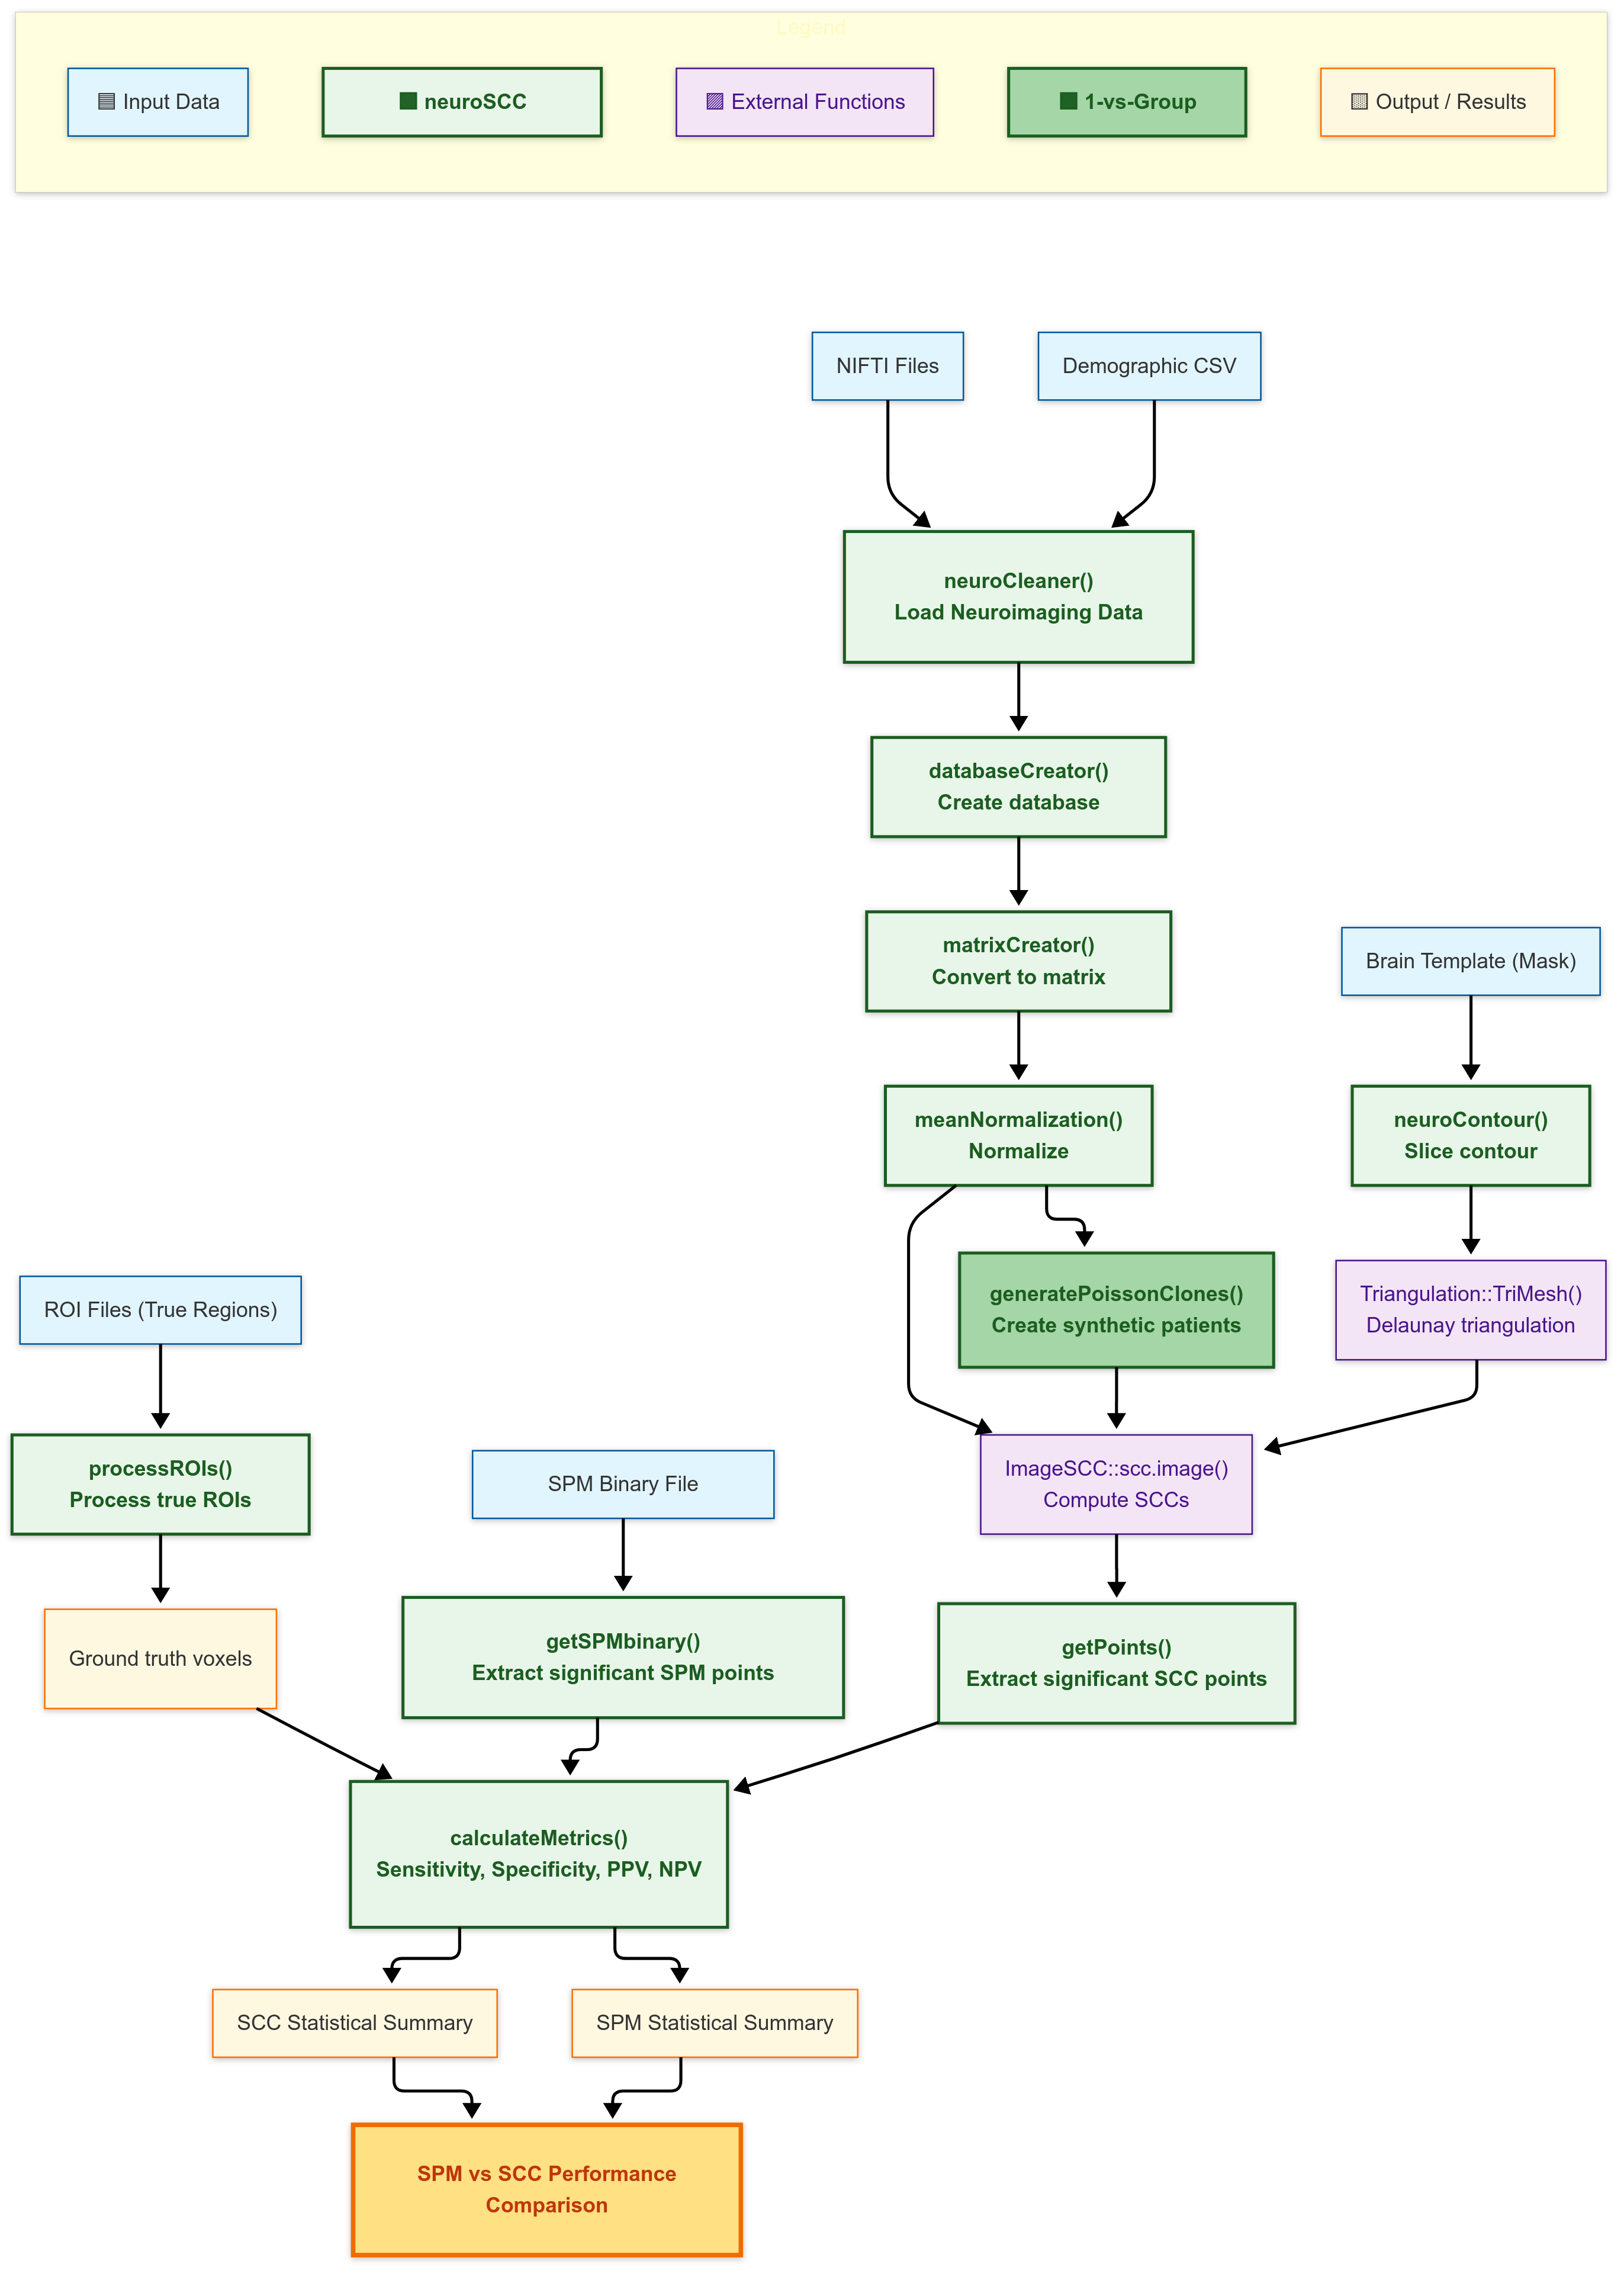 Legend
Input Data
neuroSCC
External Functions
1-vs-Group
Output / Results
NIFTI Files
Demographic CSV
neuroCleaner()
Load Neuroimaging Data
databaseCreator()
Create database
matrixCreator()
Convert to matrix
Brain Template (Mask)
meanNormalization()
Normalize
neuroContour()
Slice contour
generatePoissonClones()
Create synthetic patients
Triangulation::TriMesh()
Delaunay triangulation
ROI Files (True Regions)
processROIs()
Process true ROIs
SPM Binary File
ImageSCC::scc.image()
Compute SCCs
Ground truth voxels
getSPMbinary()
Extract significant SPM points
getPoints()
Extract significant SCC points
calculateMetrics()
Sensitivity, Specificity, PPV, NPV
SCC Statistical Summary
SPM Statistical Summary
SPM vs SCC Performance
Comparison